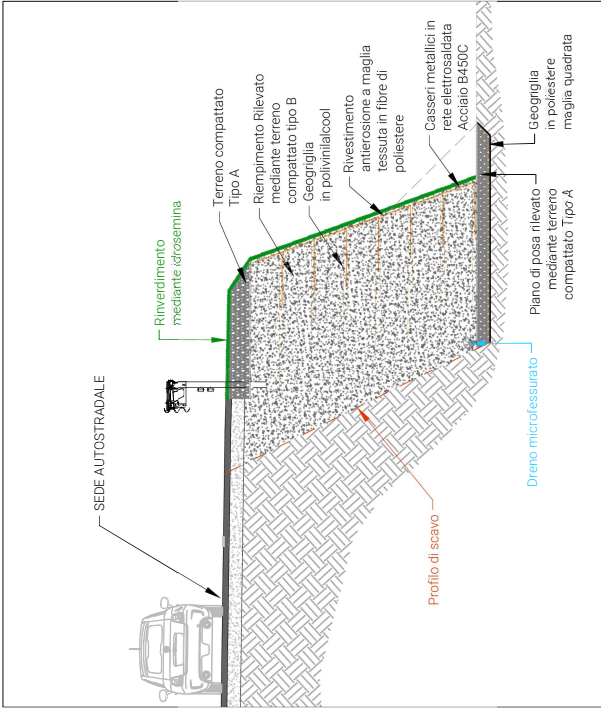 SEDE AUTOSTRADALE
Rinverdimento
mediante idrosemina
Terreno compattato
Tipo A
Riempimento Rilevato
mediante terreno
compattato tipo B
Geogriglia
in polivinilalcool
Rivestimento
antierosione a maglia
tessuta in fibre di
poliestere
Casseri metallici in
rete elettrosaldata
Acciaio B450C
Geogriglia
in poliestere
maglia quadrata
Piano di posa rilevato
mediante terreno
compattato Tipo A
Dreno microfessurato
Profilo di scavo